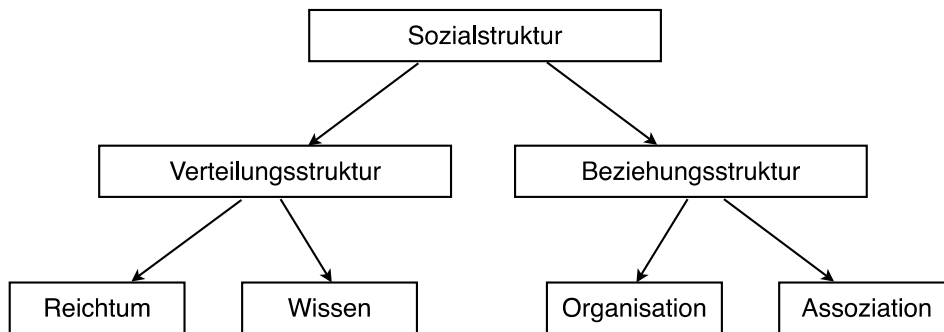 Sozialstruktur
Verteilungsstruktur
Beziehungsstruktur
Reichtum
Wissen
Organisation
Assoziation